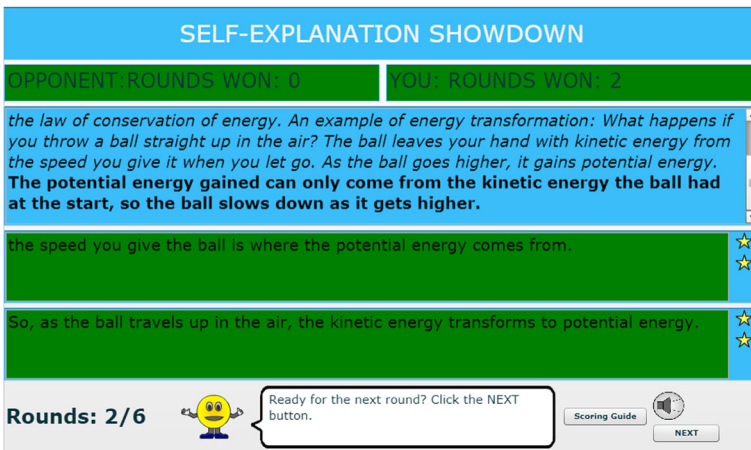 SELF-EXPLANATION SHOWDOWN
OPPONENT:ROUNDS WON: 0
YOU: ROUNDS WON: 2
the law of conservation of energy. An example of energy transformation: What happens if
you throw a ball straight up in the air? The ball leaves your hand with kinetic energy from
the speed you give it when you let go. As the ball goes higher, it gains potential energy.
The potential energy gained can only come from the kinetic energy the ball had
at the start, so the ball slows down as it gets higher.
the speed you give the ball is where the potential energy comes from.
So, as the ball travels up in the air, the kinetic energy transforms to potential energy.
Rounds: 2/6
Ready for the next round? Click the NEXT
button.
Scoring Guide
NEXT